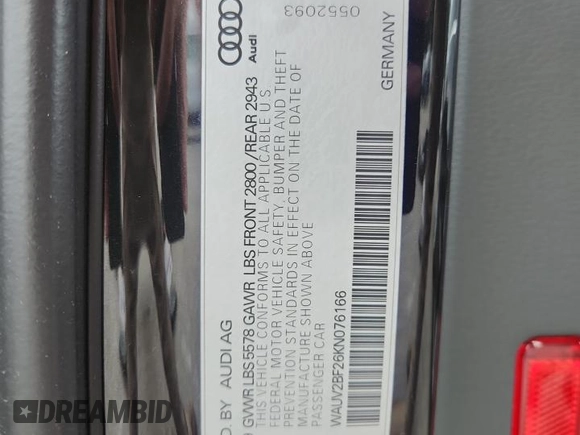 D. BY AUDI AG
GVWR LBS 5578 GAWR LBS FRONT 2800/REAR 2943
THIS VEHICLE CONFORMS TO ALL APPLICABLE U.S.
FEDERAL MOTOR VEHICLE SAFETY, BUMPER AND THEFT
PREVENTION STANDARDS IN EFFECT ON THE DATE OF
MANUFACTURE SHOWN ABOVE
PASSENGER CAR
WAUV2BF26KN076166
Audi
0552093
GERMANY
BIDHISTORY